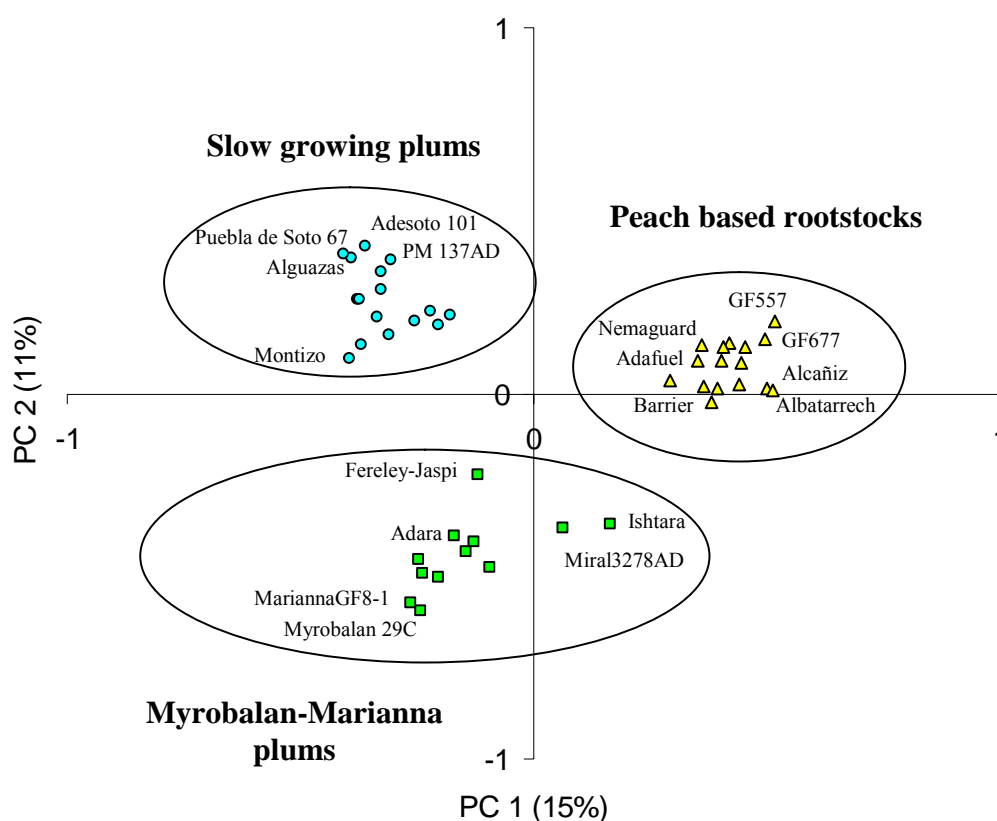 1
Slow growing plums
Peach based rootstocks
Adesoto 101
Puebla de Soto 67
PM 137AD
Alguazas
GF557
Nemaguard
GF677
Adafuel
Montizo
Alcañiz
Barrier
Albatarrech
0
-1
0
1
PC 2 (11%)
Fereley-Jaspi
Ishtara
Adara
Miral3278AD
MariannaGF8-1
Myrobalan 29C
Myrobalan-Marianna
plums
-1
PC 1 (15%)